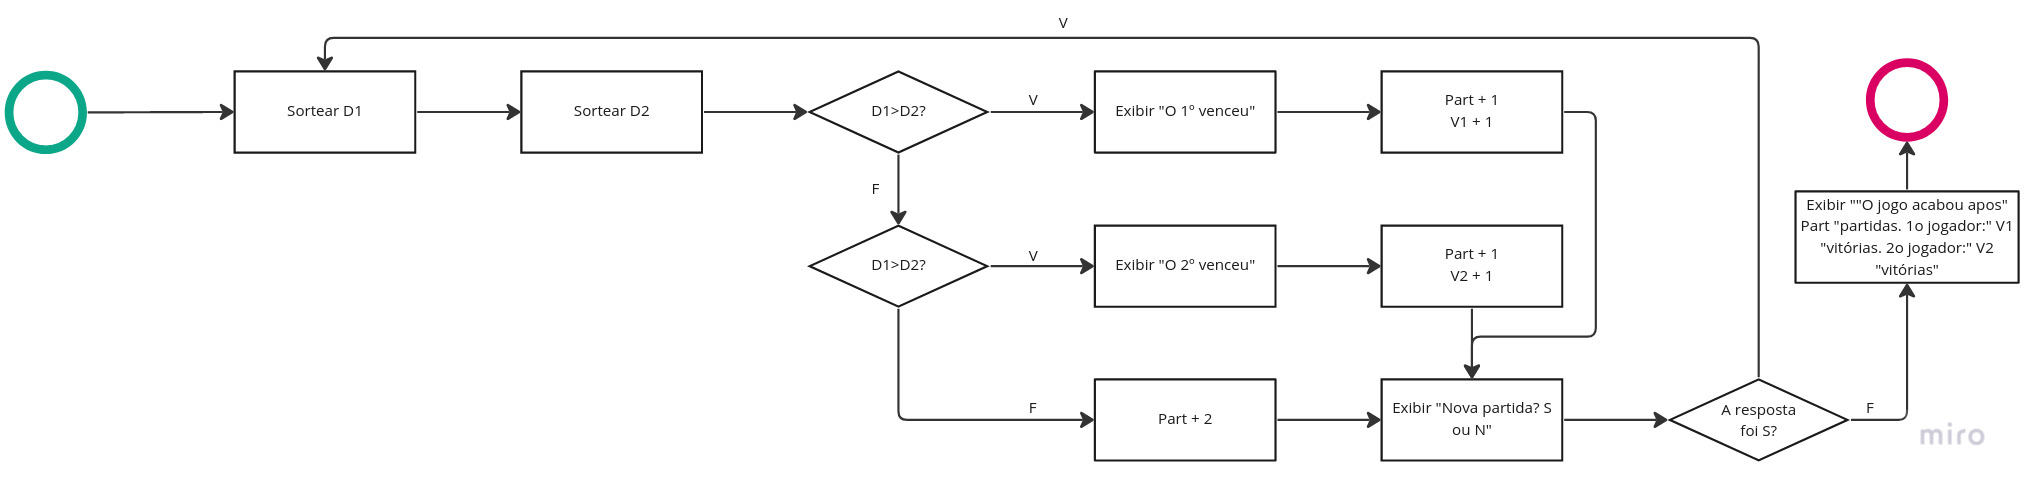 V
Sortear D1
Sortear D2
D1>D2?
V
Exibir "O 1º venceu"
Part + 1
V1 + 1
F
D1>D2?
V
Exibir "O 2º venceu"
Part + 1
V2 + 1
Exibir ""O jogo acabou apos"
Part "partidas. 1o jogador:" V1
"vitórias. 2o jogador:" V2
"vitórias"
F
Part + 2
Exibir "Nova partida? S
ou N"
A resposta
foi S?
F
miro